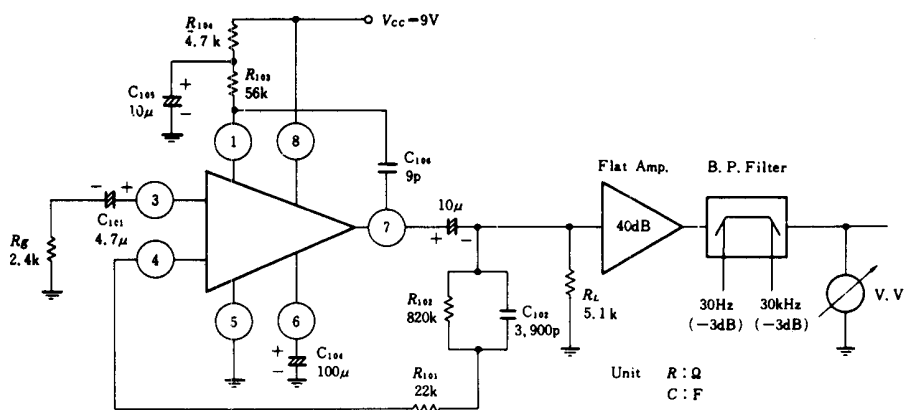 R₁₀₄
4.7k
V_CC=9V
R₁₀₃
56k
C₁₀₅
10μ
+
−
1
8
C₁₀₆
9p
Flat Amp.
B.P. Filter
− +
3
C₁₀₁
4.7μ
Rg
2.4k
4
7
10μ
+ −
40dB
R₁₀₂
820k
C₁₀₂
3,900p
R_L
5.1k
30Hz
(−3dB)
30kHz
(−3dB)
V.V
5
6
+
−
C₁₀₄
100μ
R₁₀₁
22k
Unit R : Ω
C : F